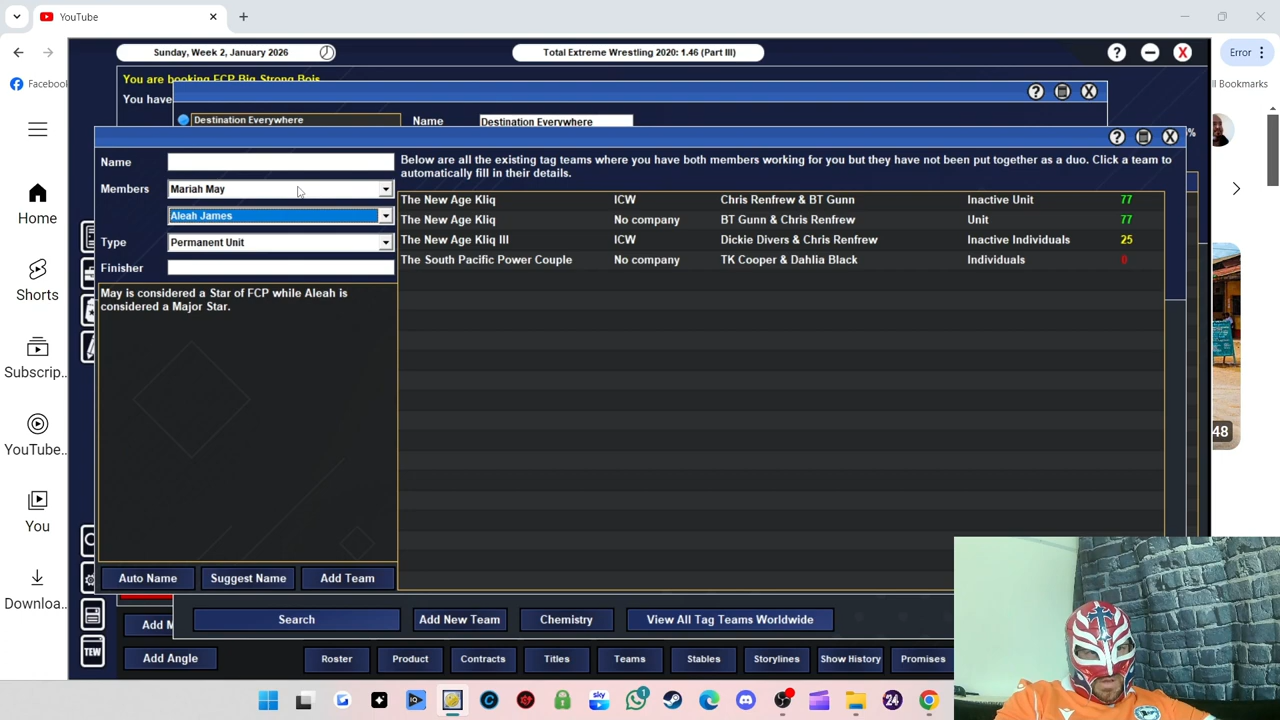 YouTube
Error
Facebook
ll Bookmarks
Sunday, Week 2, January 2026
Total Extreme Wrestling 2020: 1.46 (Part III)
You are booking FCP Big Strong Bois
You have
Destination Everywhere
Name
Destination Everywhere
%
Name
Members
Mariah May
Aleah James
Type
Permanent Unit
Finisher
May is considered a Star of FCP while Aleah is
considered a Major Star.
Below are all the existing tag teams where you have both members working for you but they have not been put together as a duo. Click a team to
automatically fill in their details.
The New Age Kliq ICW Chris Renfrew & BT Gunn Inactive Unit 77
The New Age Kliq No company BT Gunn & Chris Renfrew Unit 77
The New Age Kliq III ICW Dickie Divers & Chris Renfrew Inactive Individuals 25
The South Pacific Power Couple No company TK Cooper & Dahlia Black Individuals 0
Home
Shorts
Subscrip...
YouTube...
You
Downloa...
48
Auto Name
Suggest Name
Add Team
Search
Add New Team
Chemistry
View All Tag Teams Worldwide
Add M
Add Angle
Roster
Product
Contracts
Titles
Teams
Stables
Storylines
Show History
Promises
TEW
sky
1
24